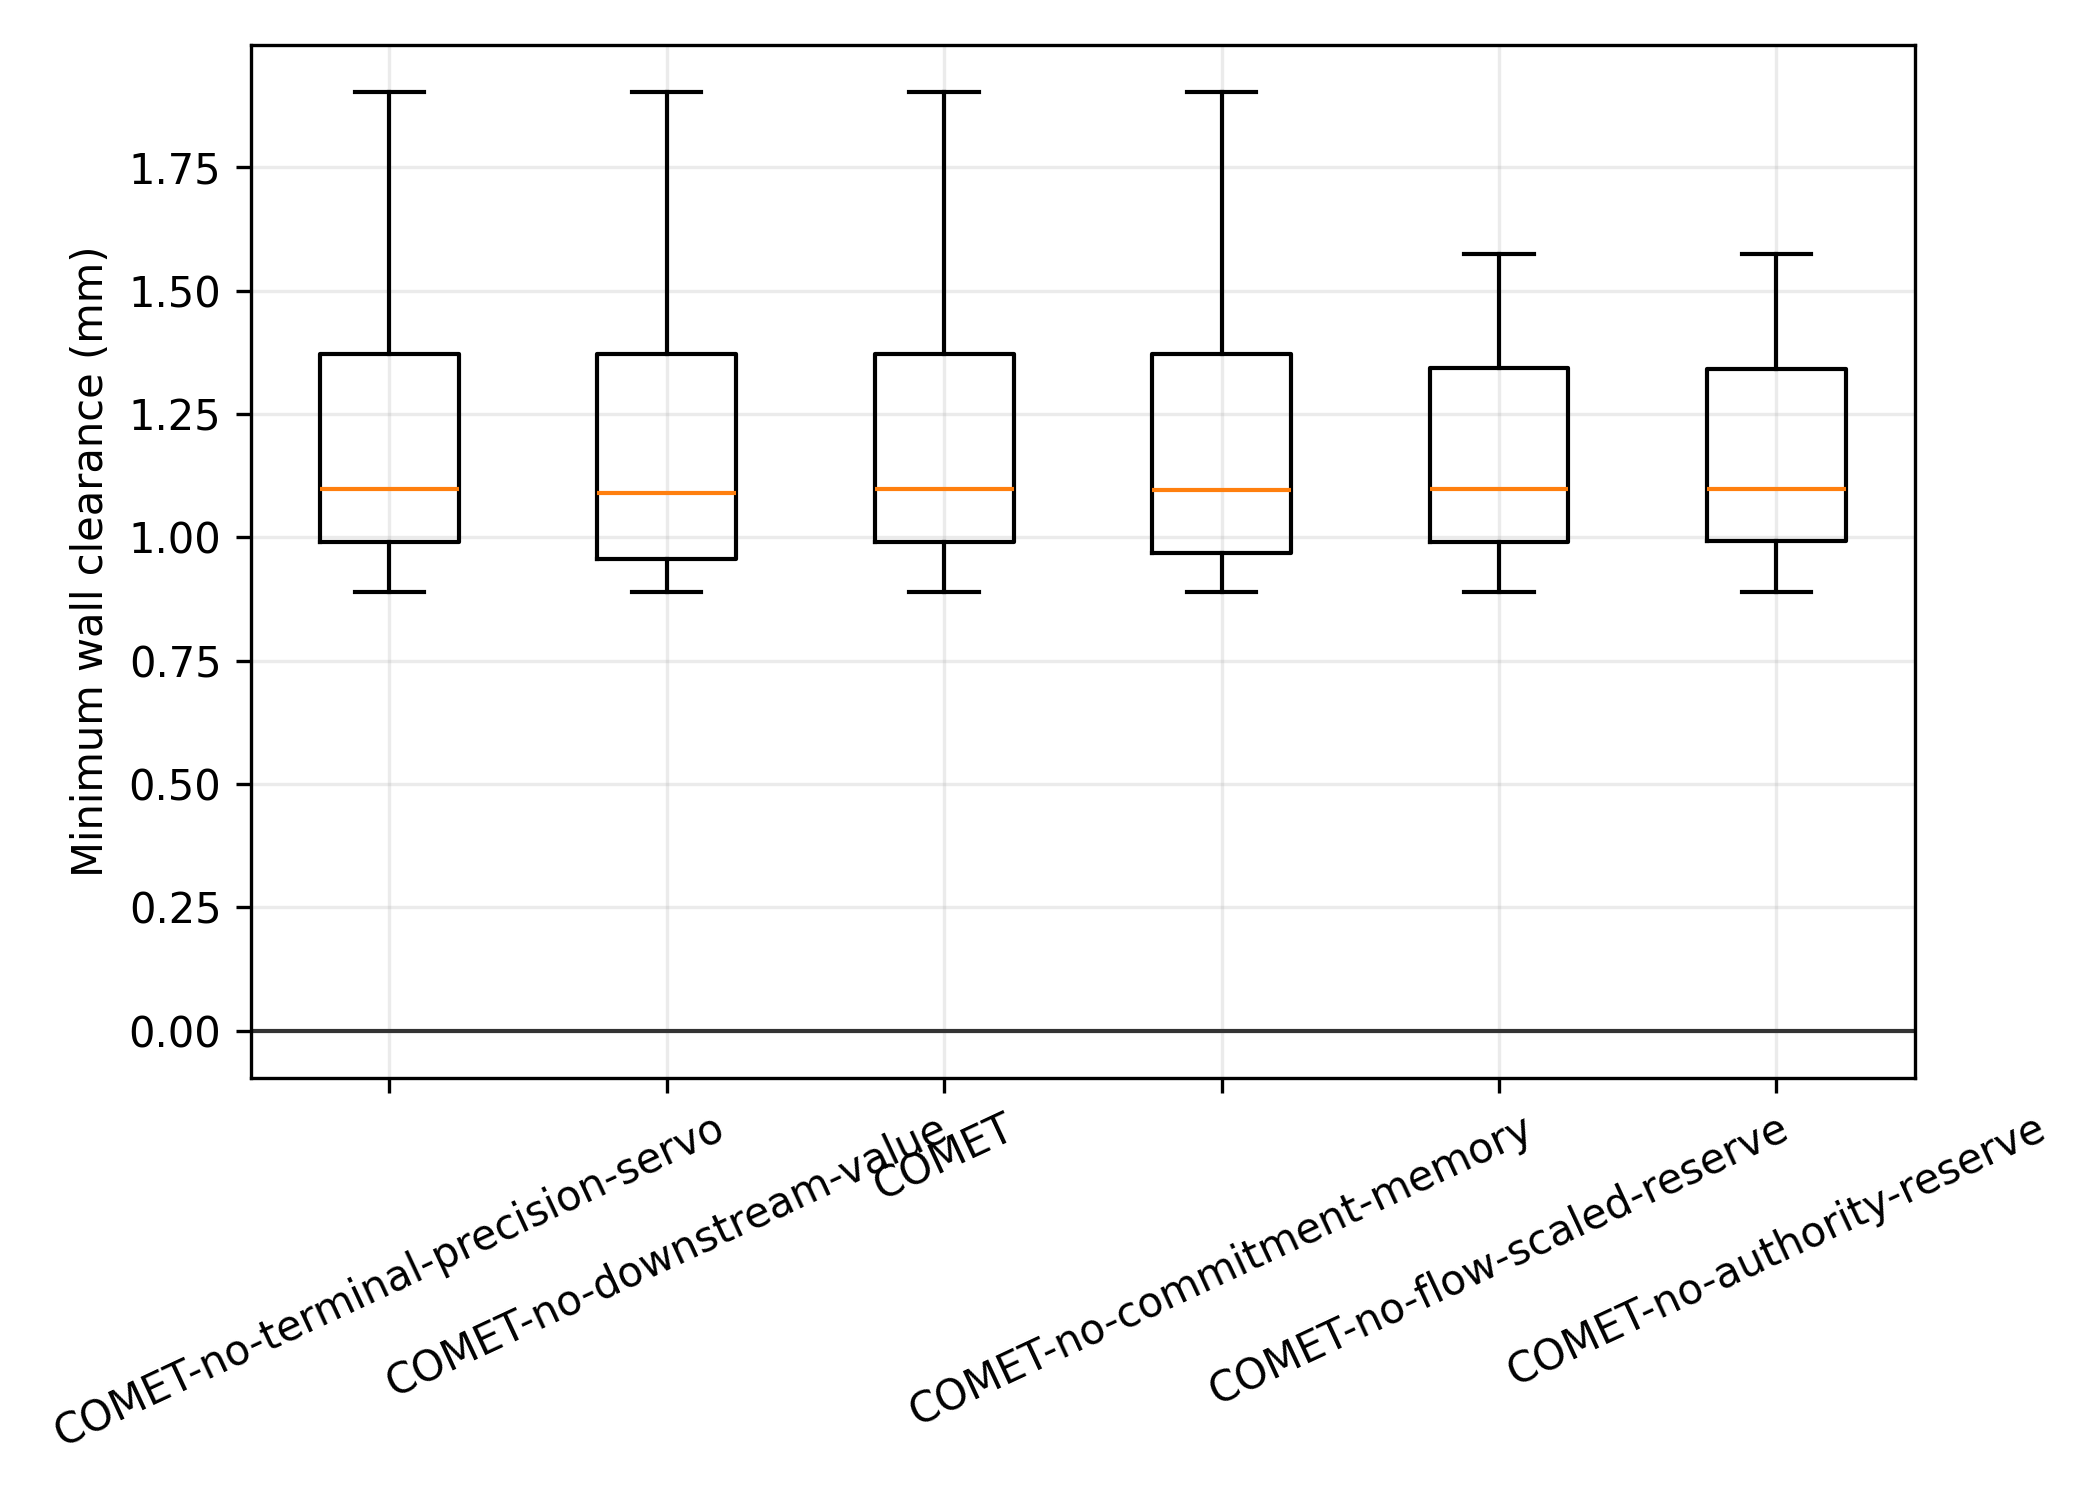 Minimum wall clearance (mm)
1.75
1.50
1.25
1.00
0.75
0.50
0.25
0.00
COMET-no-terminal-precision-servo
COMET-no-downstream-value
COMET
COMET-no-commitment-memory
COMET-no-flow-scaled-reserve
COMET-no-authority-reserve